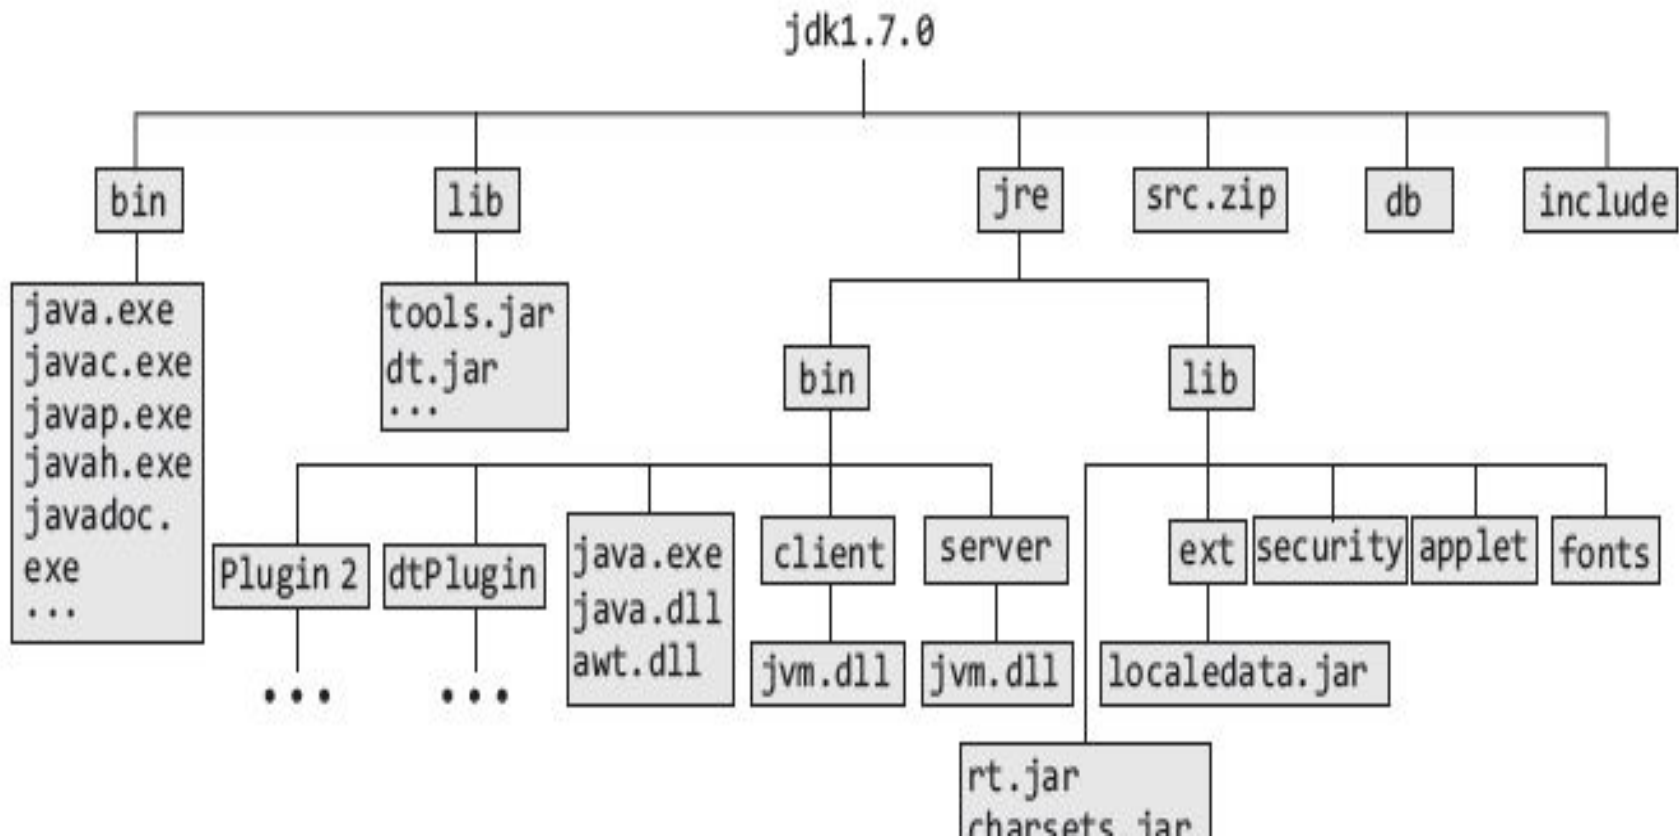 jdk1.7.0
bin
lib
jre
src.zip
db
include
java.exe
javac.exe
javap.exe
javah.exe
javadoc.
exe
...
tools.jar
dt.jar
...
bin
lib
Plugin 2
dtPlugin
java.exe
java.dll
awt.dll
client
server
ext
security
applet
fonts
...
...
jvm.dll
jvm.dll
localedata.jar
rt.jar
charsets.jar